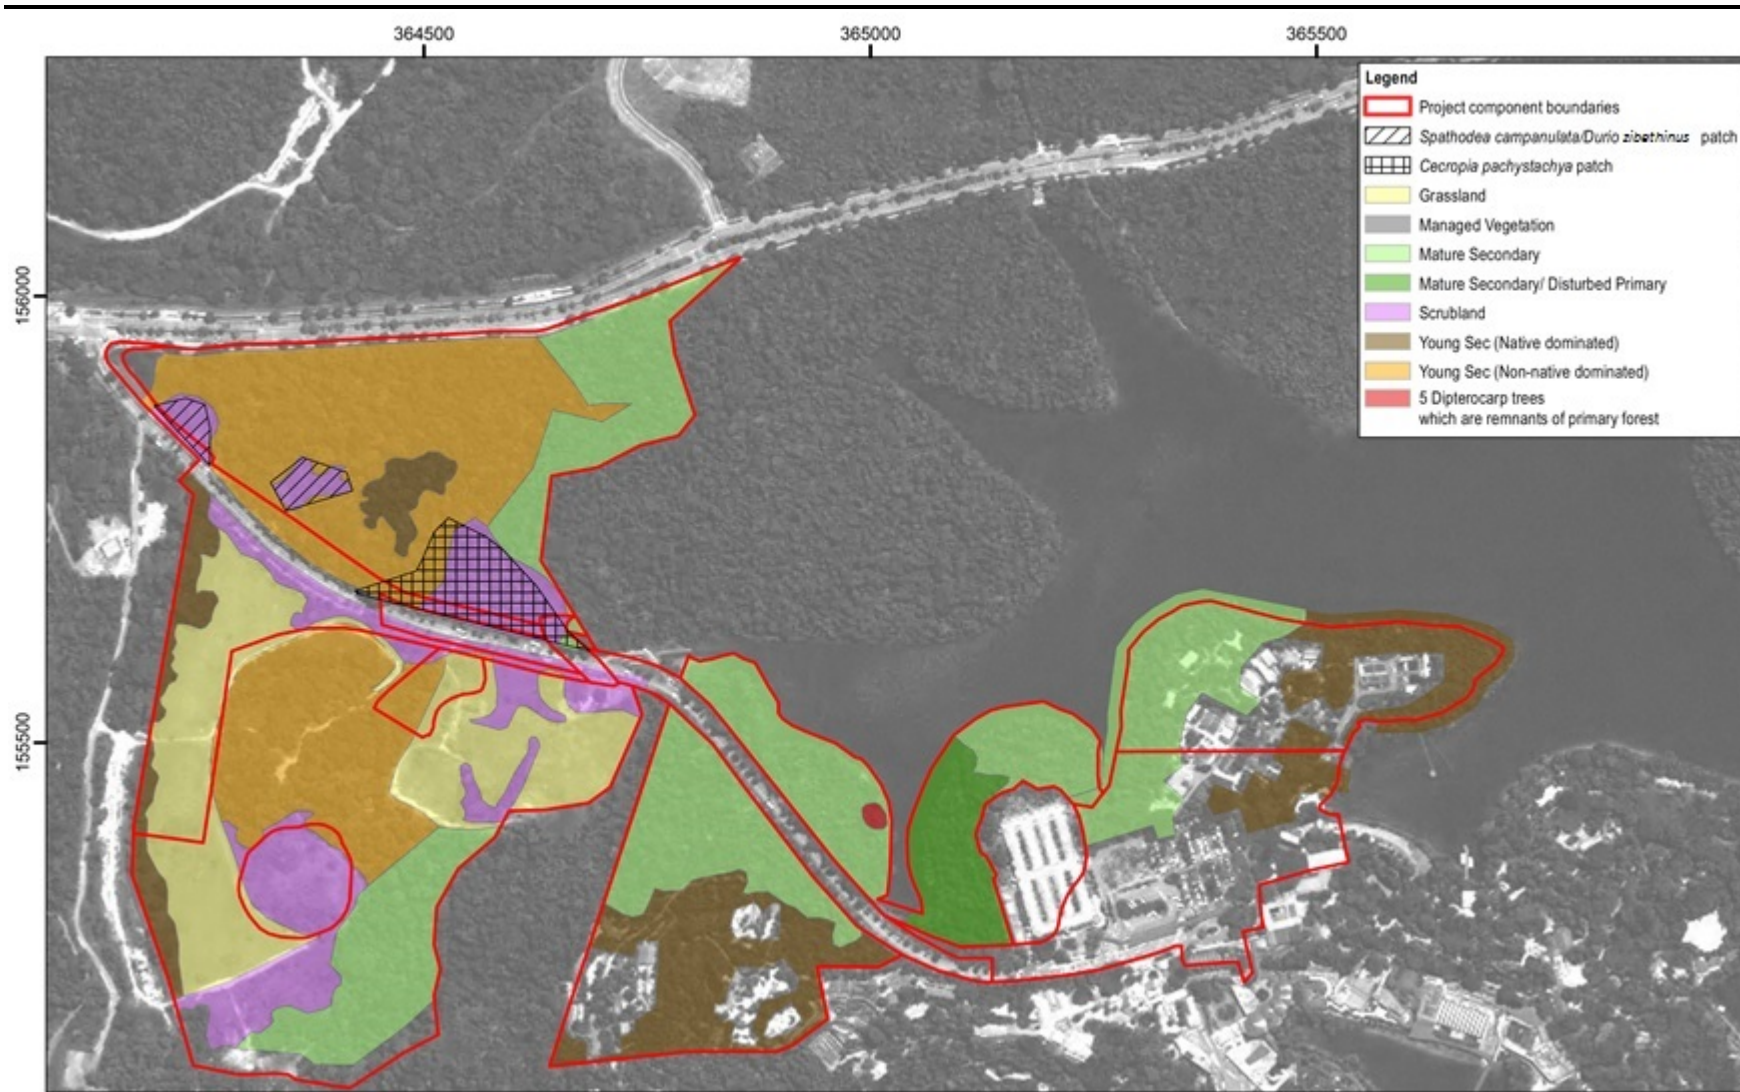 364500 365000 365500
156000
155500
Legend
Project component boundaries
Spathodea campanulata/Durio zibethinus patch
Cecropia pachystachya patch
Grassland
Managed Vegetation
Mature Secondary
Mature Secondary/ Disturbed Primary
Scrubland
Young Sec (Native dominated)
Young Sec (Non-native dominated)
5 Dipterocarp trees
which are remnants of primary forest